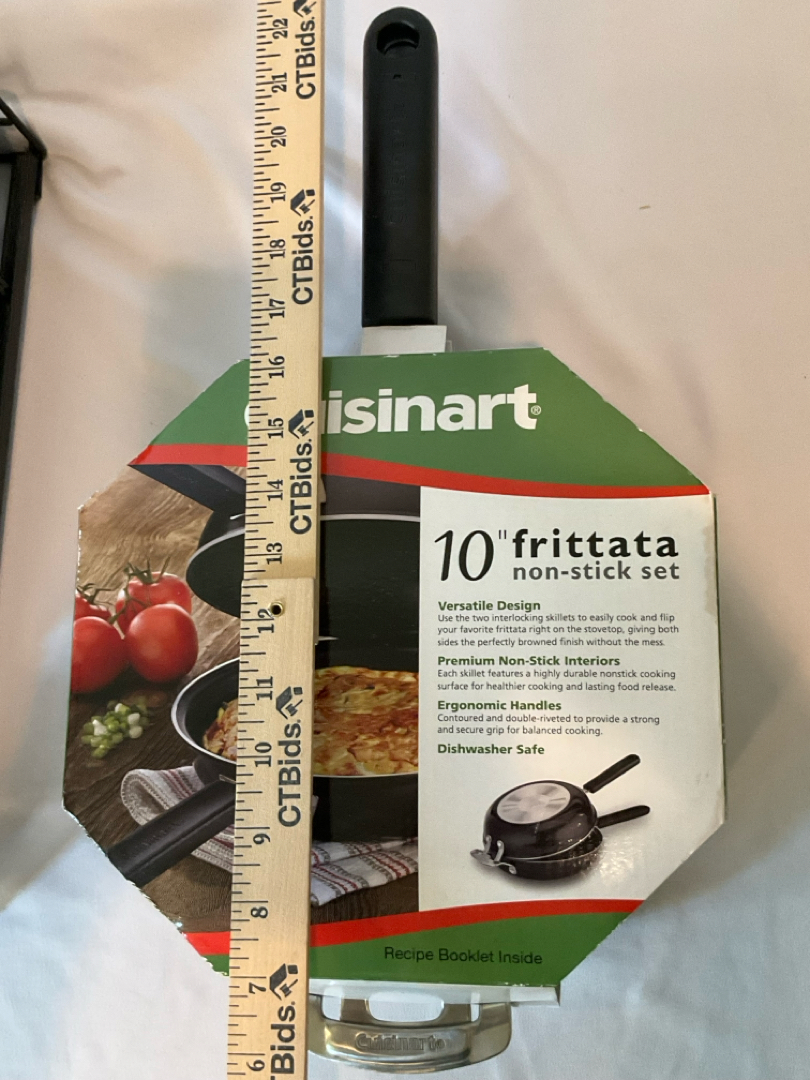 22
CTBids.
21
20
19
CTBids.
18
17
16
isinart®
15
CTBids.
14
13
10" frittata
non-stick set
Versatile Design
Use the two interlocking skillets to easily cook and flip
your favorite frittata right on the stovetop, giving both
sides the perfectly browned finish without the mess.
12
Premium Non-Stick Interiors
Each skillet features a highly durable nonstick cooking
surface for healthier cooking and lasting food release.
11
Ergonomic Handles
Contoured and double-riveted to provide a strong
and secure grip for balanced cooking.
Dishwasher Safe
10
CTBids.
9
8
Recipe Booklet Inside
7
Bids.
Cuisinart®
6